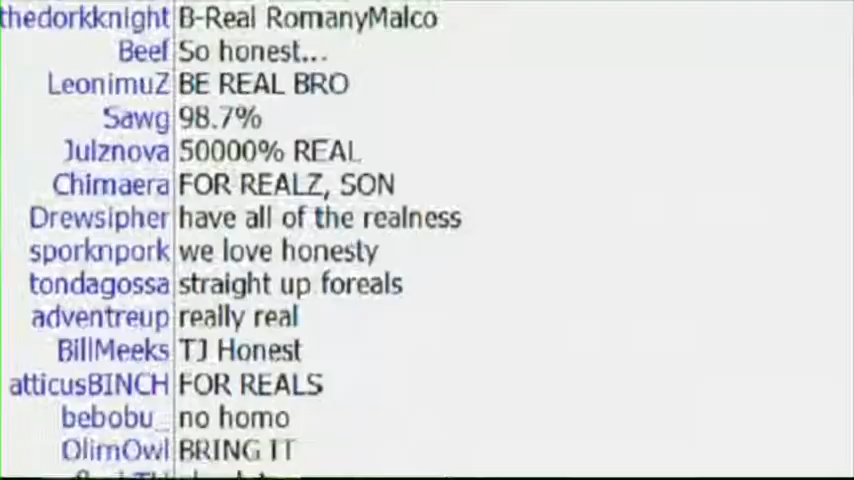 thedorkknight B-Real RomanyMalco
Beef So honest...
LeonimuZ BE REAL BRO
Sawg 98.7%
Julznova 50000% REAL
Chimaera FOR REALZ, SON
Drewsipher have all of the realness
sporknpork we love honesty
tondagossa straight up foreals
adventreup really real
BillMeeks TJ Honest
atticusBINCH FOR REALS
bebobu_ no homo
OlimOwl BRING IT